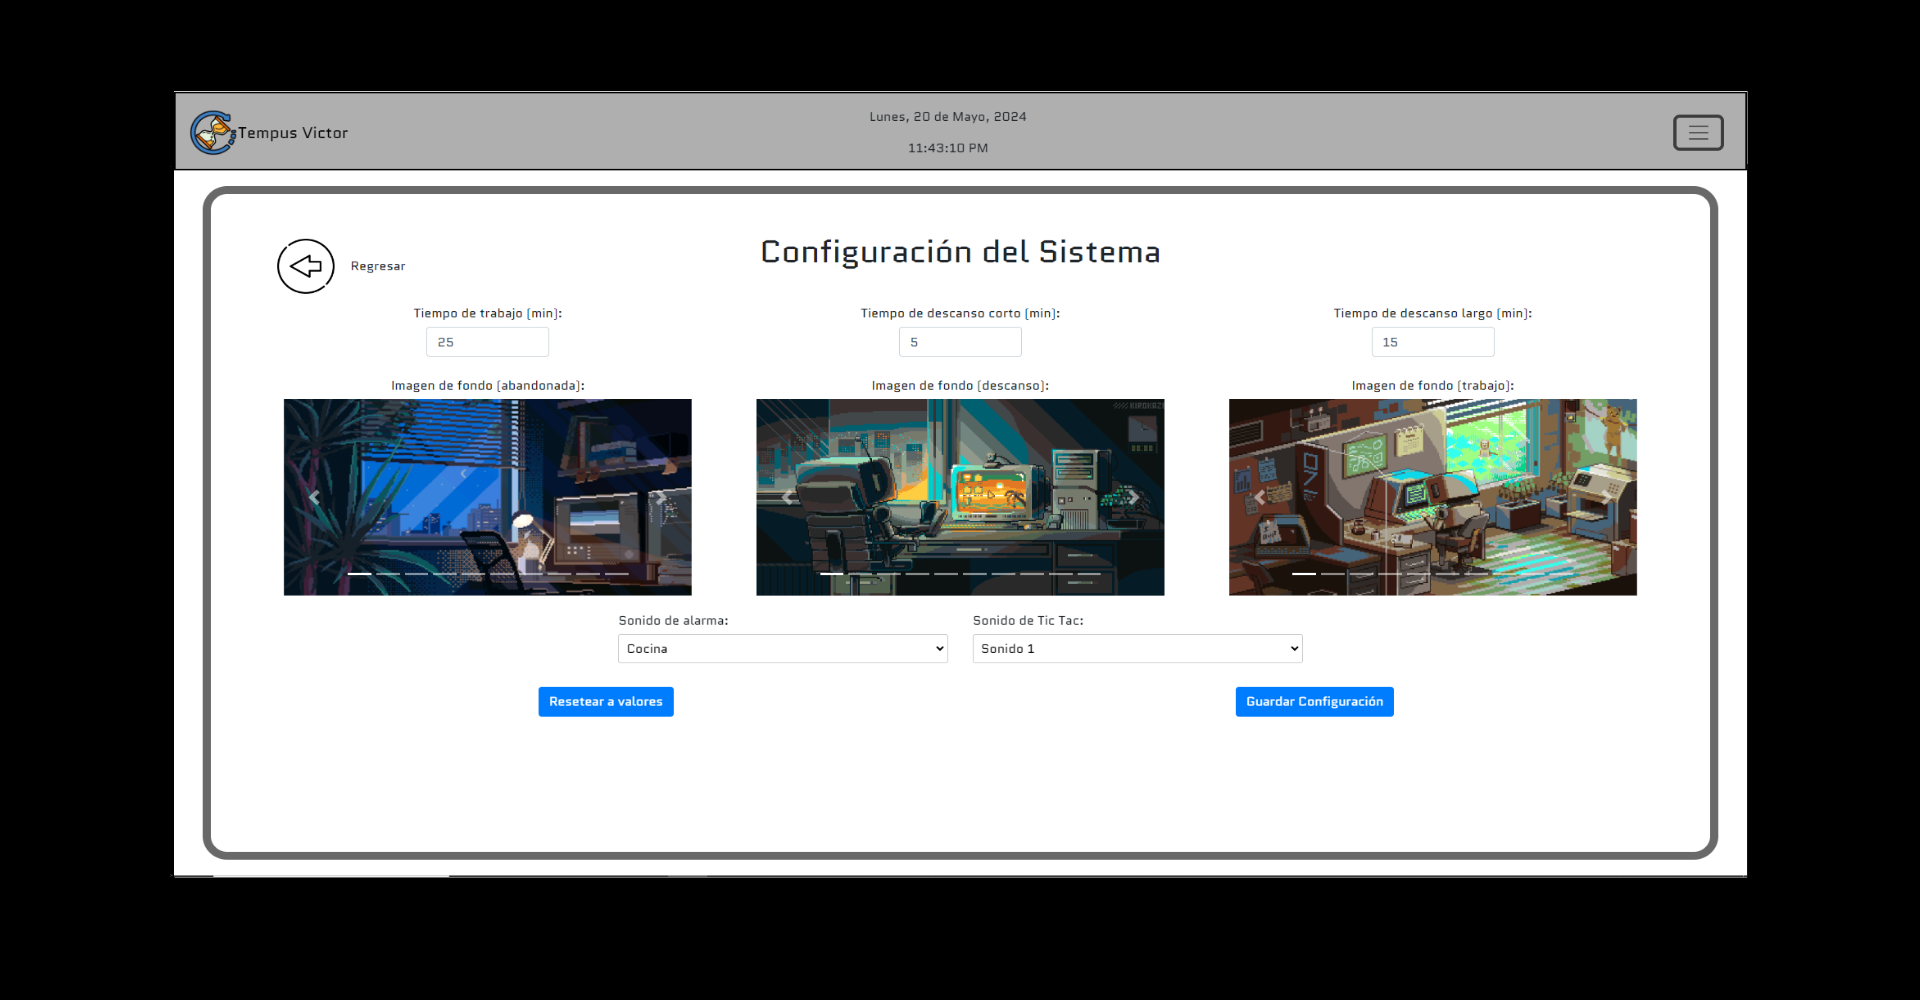 Tempus Victor
Lunes, 20 de Mayo, 2024
11:43:10 PM
Regresar
Configuración del Sistema
Tiempo de trabajo (min):
25
Tiempo de descanso corto (min):
5
Tiempo de descanso largo (min):
15
Imagen de fondo (abandonada):
Imagen de fondo (descanso):
Imagen de fondo (trabajo):
Sonido de alarma:
Cocina
Sonido de Tic Tac:
Sonido 1
Resetear a valores
Guardar Configuración